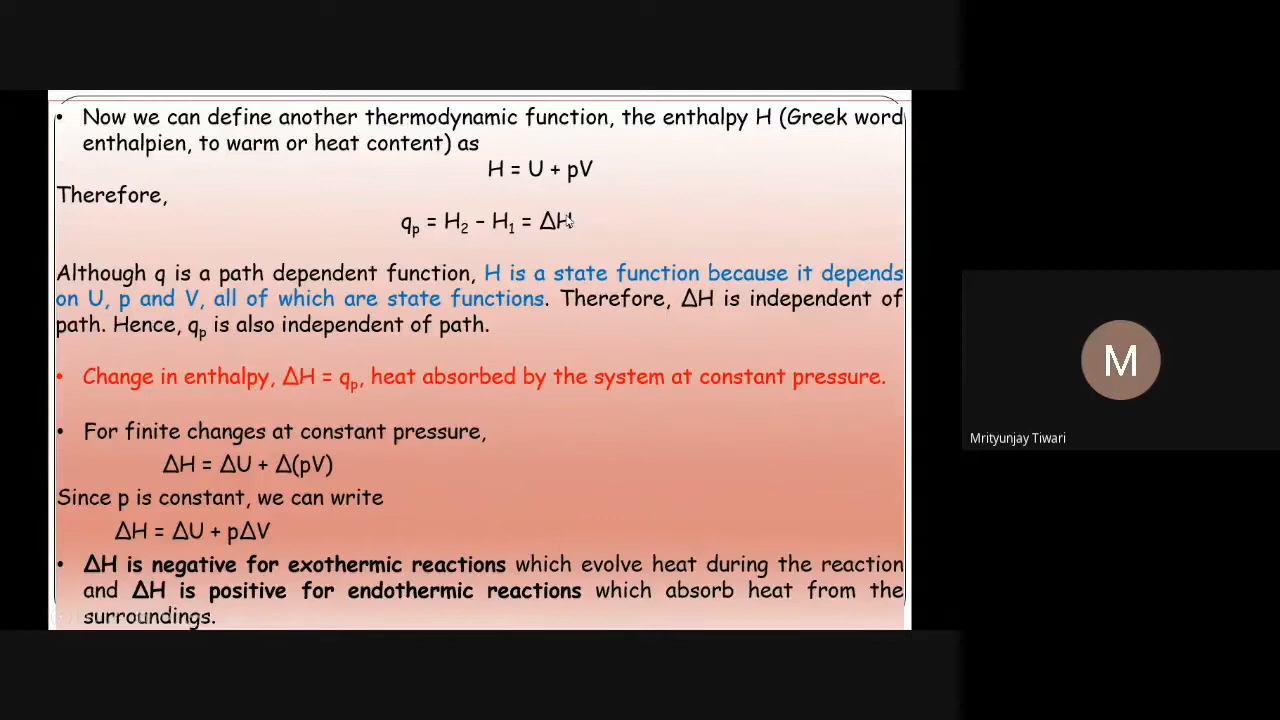 • Now we can define another thermodynamic function, the enthalpy H (Greek word
enthalpien, to warm or heat content) as
H = U + pV
Therefore,
qₚ = H₂ – H₁ = ΔH
Although q is a path dependent function, H is a state function because it depends
on U, p and V, all of which are state functions. Therefore, ΔH is independent of
path. Hence, qₚ is also independent of path.
• Change in enthalpy, ΔH = qₚ, heat absorbed by the system at constant pressure.
• For finite changes at constant pressure,
ΔH = ΔU + Δ(pV)
Since p is constant, we can write
ΔH = ΔU + pΔV
• ΔH is negative for exothermic reactions which evolve heat during the reaction
and ΔH is positive for endothermic reactions which absorb heat from the
surroundings.
M
Mrityunjay Tiwari